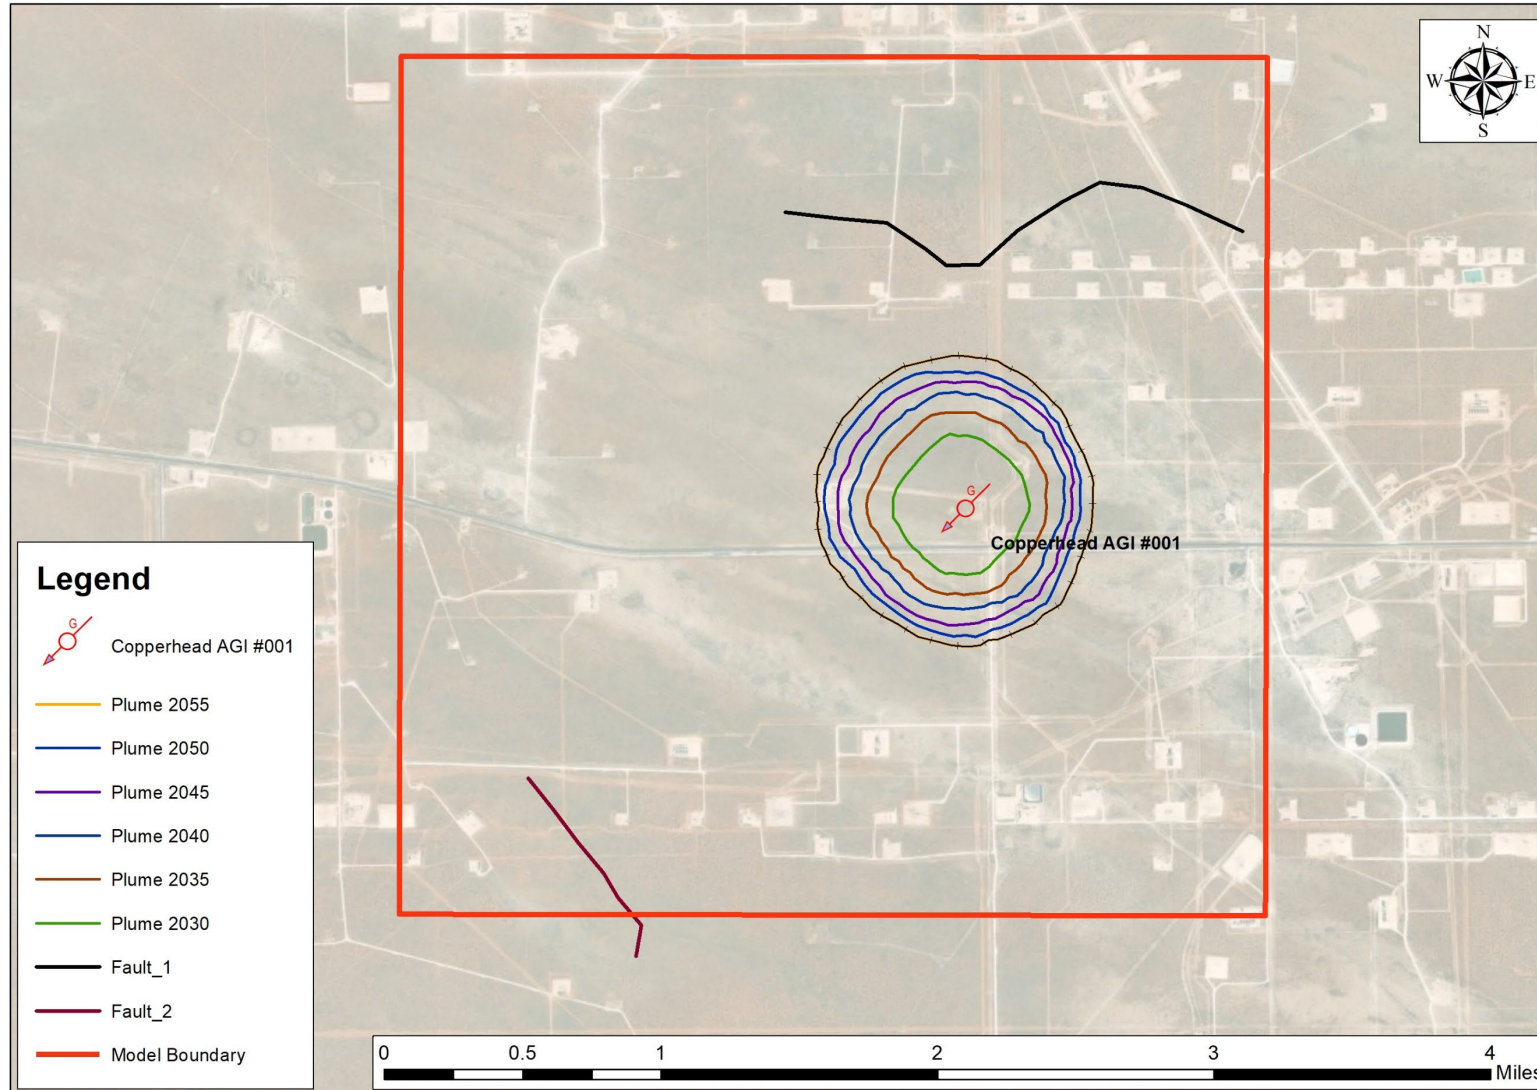 N
W E
S
G
Copperhead AGI #001
Legend
G
Copperhead AGI #001
Plume 2055
Plume 2050
Plume 2045
Plume 2040
Plume 2035
Plume 2030
Fault_1
Fault_2
Model Boundary
0 0.5 1 2 3 4
Miles